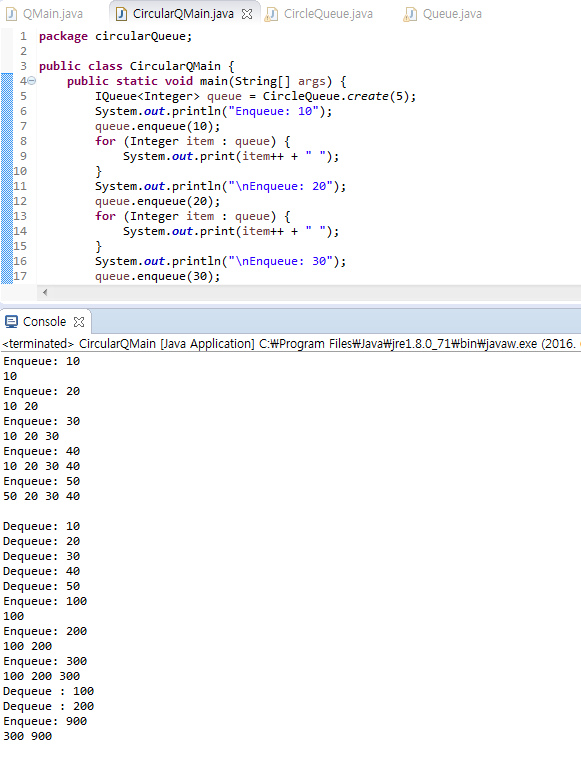 QMain.java CircularQMain.java CircleQueue.java Queue.java
1 package circularQueue;
2
3 public class CircularQMain {
4 public static void main(String[] args) {
5 IQueue<Integer> queue = CircleQueue.create(5);
6 System.out.println("Enqueue: 10");
7 queue.enqueue(10);
8 for (Integer item : queue) {
9 System.out.print(item++ + " ");
10 }
11 System.out.println("\nEnqueue: 20");
12 queue.enqueue(20);
13 for (Integer item : queue) {
14 System.out.print(item++ + " ");
15 }
16 System.out.println("\nEnqueue: 30");
17 queue.enqueue(30);
Console
<terminated> CircularQMain [Java Application] C:₩Program Files₩Java₩jre1.8.0_71₩bin₩javaw.exe (2016.
Enqueue: 10
10
Enqueue: 20
10 20
Enqueue: 30
10 20 30
Enqueue: 40
10 20 30 40
Enqueue: 50
50 20 30 40
Dequeue: 10
Dequeue: 20
Dequeue: 30
Dequeue: 40
Dequeue: 50
Enqueue: 100
100
Enqueue: 200
100 200
Enqueue: 300
100 200 300
Dequeue : 100
Dequeue : 200
Enqueue: 900
300 900